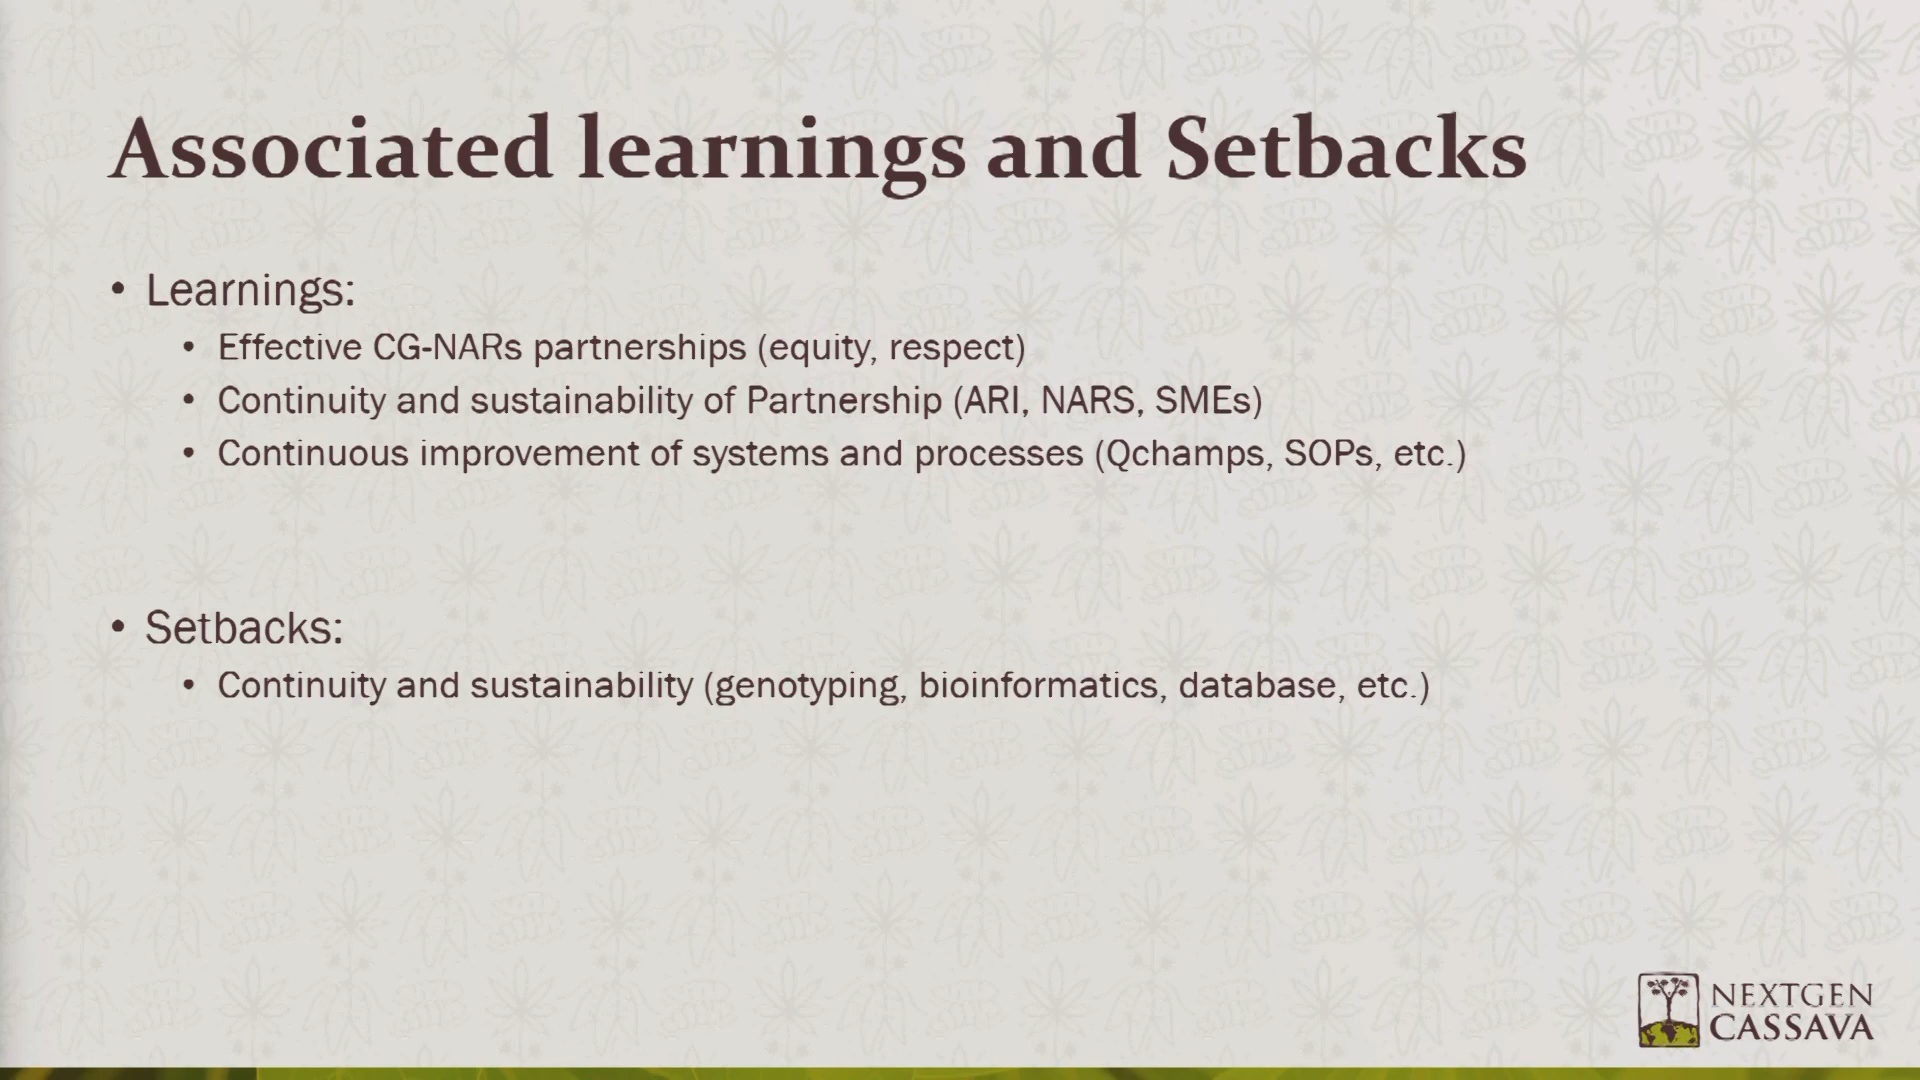 Associated learnings and Setbacks
• Learnings:
• Effective CG-NARs partnerships (equity, respect)
• Continuity and sustainability of Partnership (ARI, NARS, SMEs)
• Continuous improvement of systems and processes (Qchamps, SOPs, etc.)
• Setbacks:
• Continuity and sustainability (genotyping, bioinformatics, database, etc.)
NEXTGEN
CASSAVA